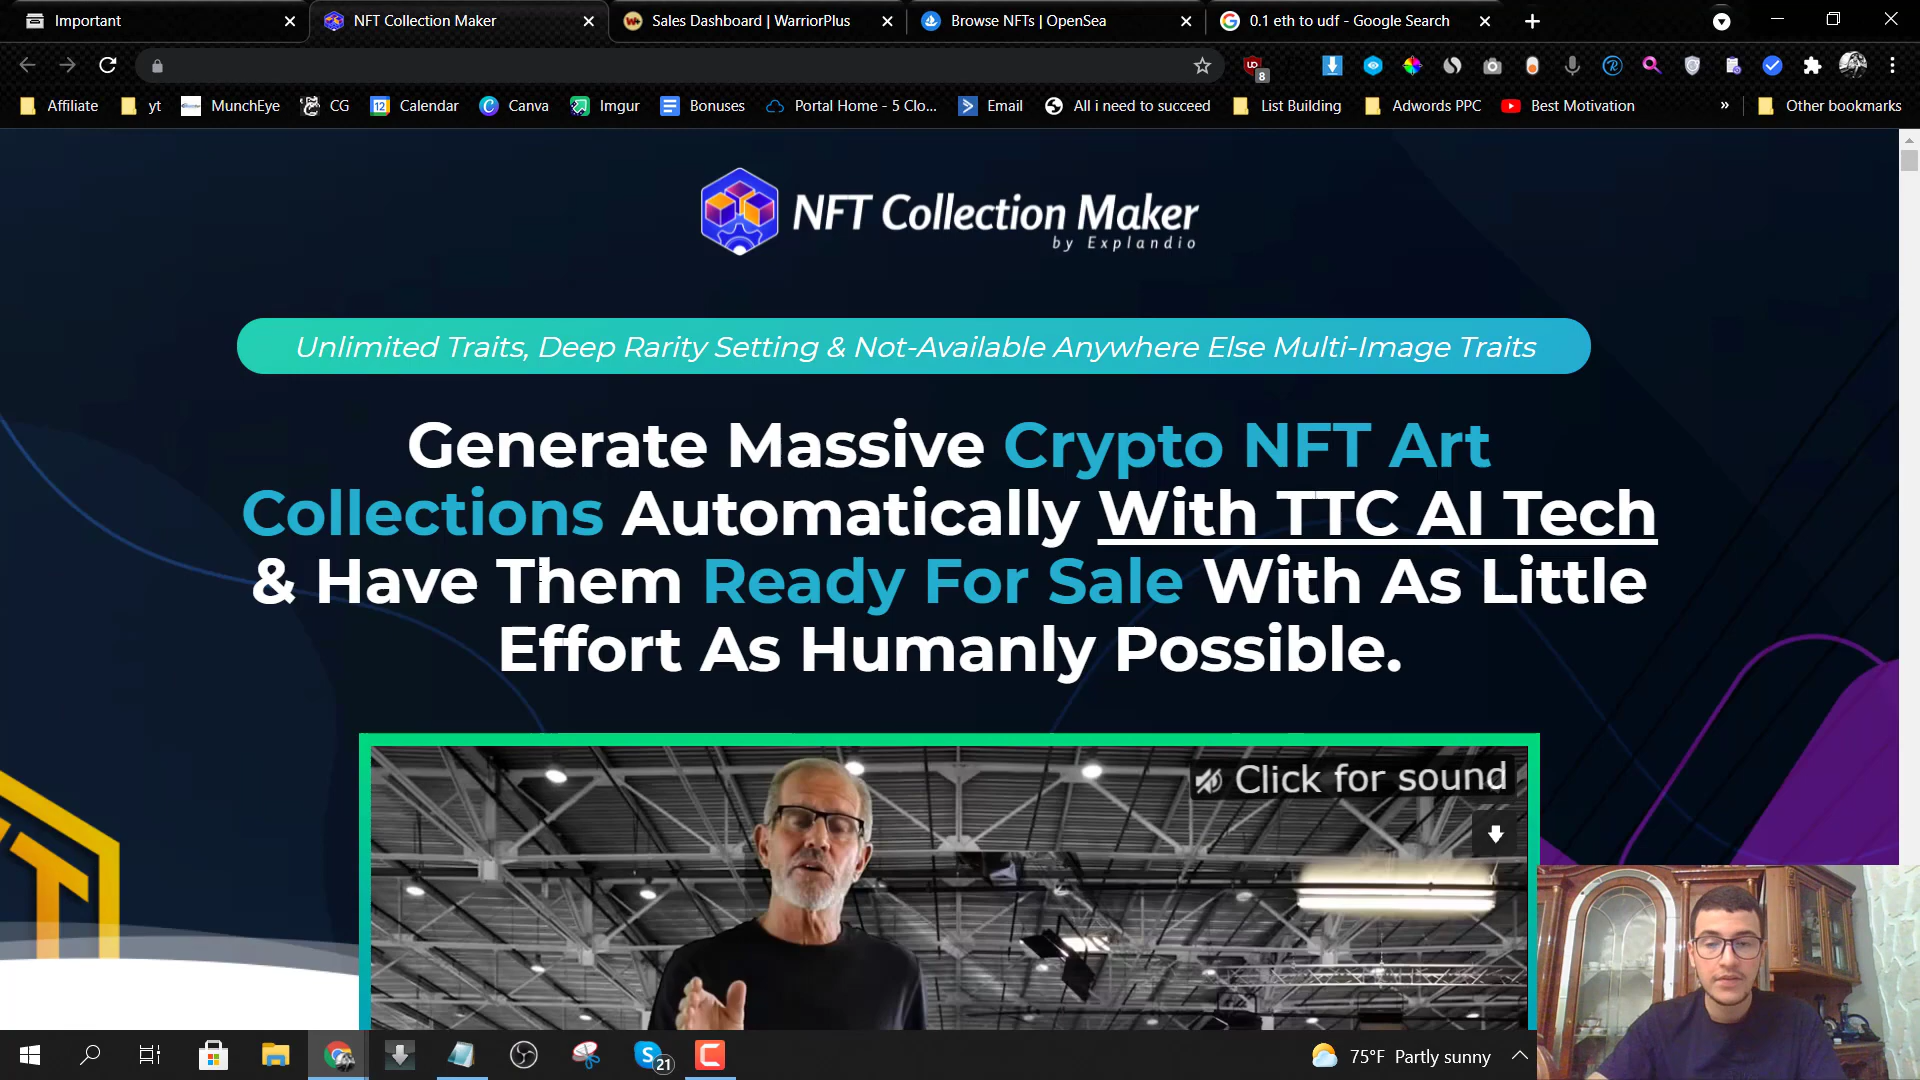 Important
NFT Collection Maker
Sales Dashboard | WarriorPlus
Browse NFTs | OpenSea
0.1 eth to udf - Google Search
8
Affiliate
yt
MunchEye
CG
12
Calendar
Canva
Imgur
Bonuses
Portal Home - 5 Clo...
Email
All i need to succeed
List Building
Adwords PPC
Best Motivation
»
Other bookmarks
NFT Collection Maker
by Explandio
Unlimited Traits, Deep Rarity Setting & Not-Available Anywhere Else Multi-Image Traits
Generate Massive Crypto NFT Art
Collections Automatically With TTC AI Tech
& Have Them Ready For Sale With As Little
Effort As Humanly Possible.
Click for sound
21
75°F Partly sunny